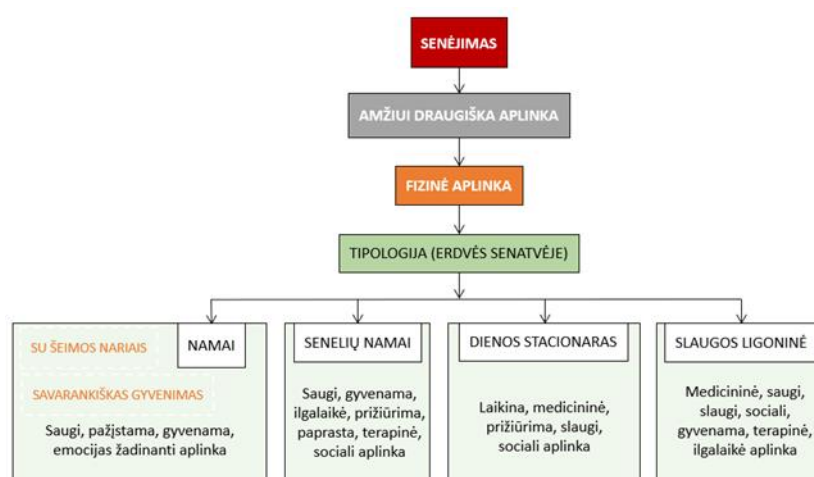 SENĖJIMAS
AMŽIUI DRAUGIŠKA APLINKA
FIZINĖ APLINKA
TIPOLOGIJA (ERDVĖS SENATVĖJE)
SU ŠEIMOS NARIAIS
NAMAI
SAVARANKIŠKAS GYVENIMAS
Saugi, pažįstama, gyvenama,
emocijas žadinanti aplinka
SENELIŲ NAMAI
Saugi, gyvenama,
ilgalaikė, prižiūrima,
paprasta, terapinė,
sociali aplinka
DIENOS STACIONARAS
Laikina, medicininė,
prižiūrima, slaugi,
sociali aplinka
SLAUGOS LIGONINĖ
Medicininė, saugi,
slaugi, sociali,
gyvenama, terapinė,
ilgalaikė aplinka